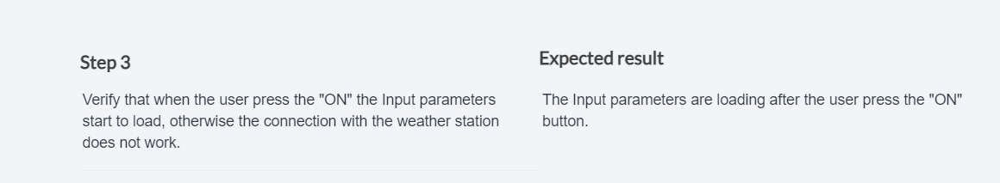 Step 3
Verify that when the user press the "ON" the Input parameters
start to load, otherwise the connection with the weather station
does not work.
Expected result
The Input parameters are loading after the user press the "ON"
button.